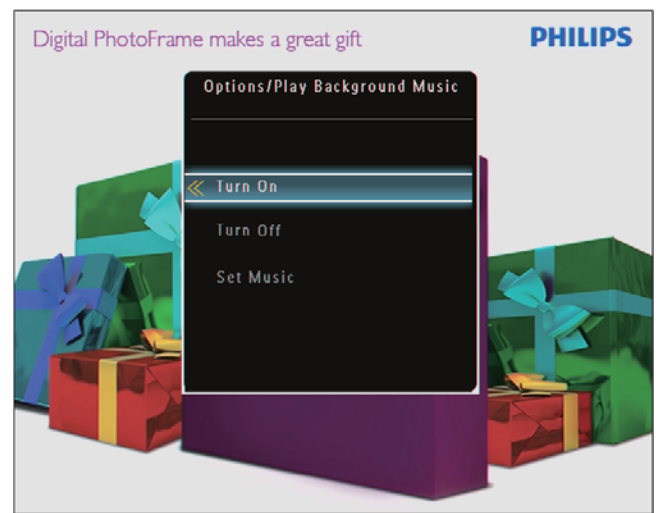 Digital PhotoFrame makes a great gift
PHILIPS
Options/Play Background Music
Turn On
Turn Off
Set Music